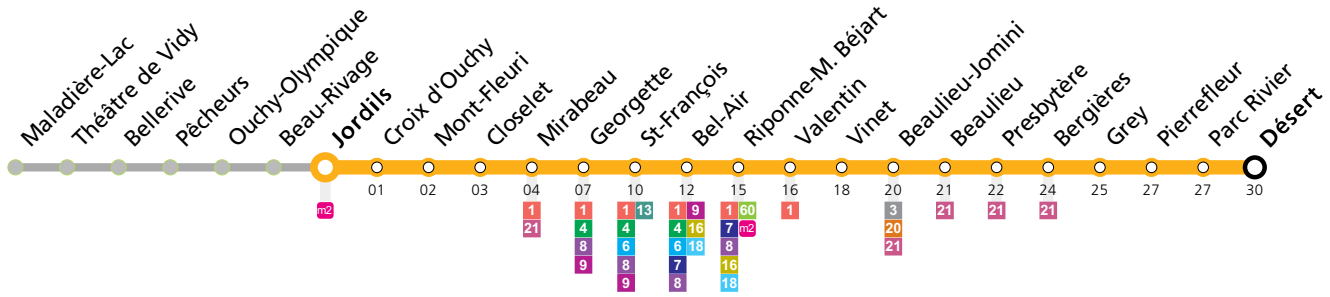 Maladière-Lac
Théâtre de Vidy
Bellerive
Pêcheurs
Ouchy-Olympique
Beau-Rivage
Jordils
Croix d'Ouchy
Mont-Fleuri
Closelet
Mirabeau
Georgette
St-François
Bel-Air
Riponne-M. Béjart
Valentin
Vinet
Beaulieu-Jomini
Beaulieu
Presbytère
Bergières
Grey
Pierrefleur
Parc Rivier
Désert
01 02 03 04 07 10 12 15 16 18 20 21 22 24 25 27 27 30
m2 1 1 1 13 1 9 1 60 1 3 21 21 21
21 4 4 4 16 7 m2 20
8 6 6 18 8 21
9 8 7 16
9 8 18